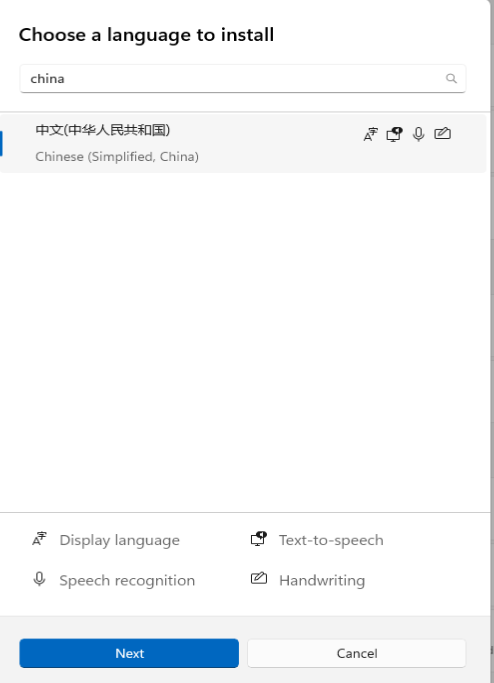 Choose a language to install
china
中文(中华人民共和国)
Chinese (Simplified, China)
Display language
Text-to-speech
Speech recognition
Handwriting
Next
Cancel